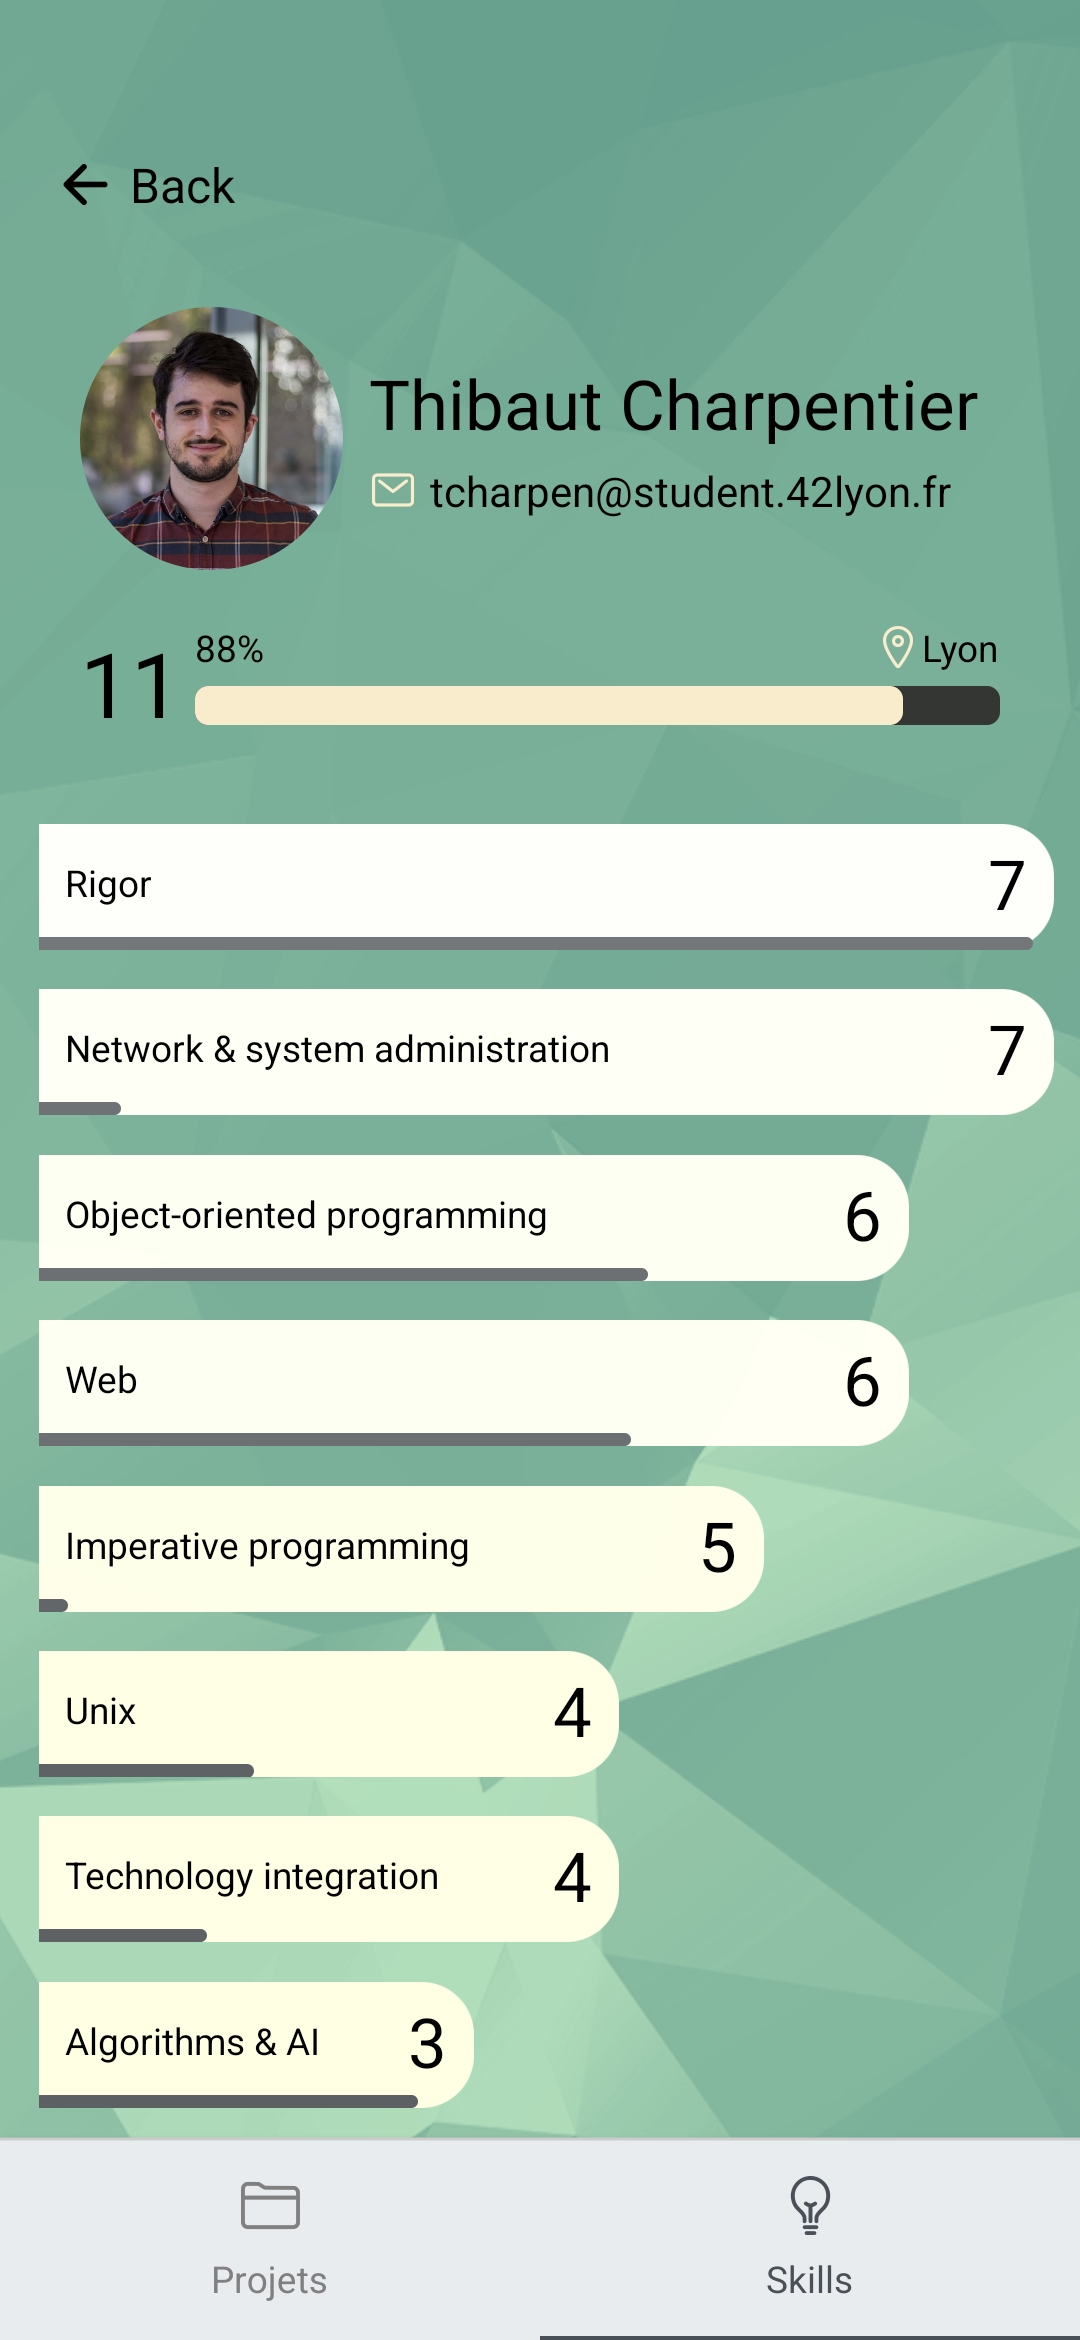 Back
Thibaut Charpentier
tcharpen@student.42lyon.fr
11 88% Lyon
Rigor 7
Network & system administration 7
Object-oriented programming 6
Web 6
Imperative programming 5
Unix 4
Technology integration 4
Algorithms & AI 3
Projets Skills